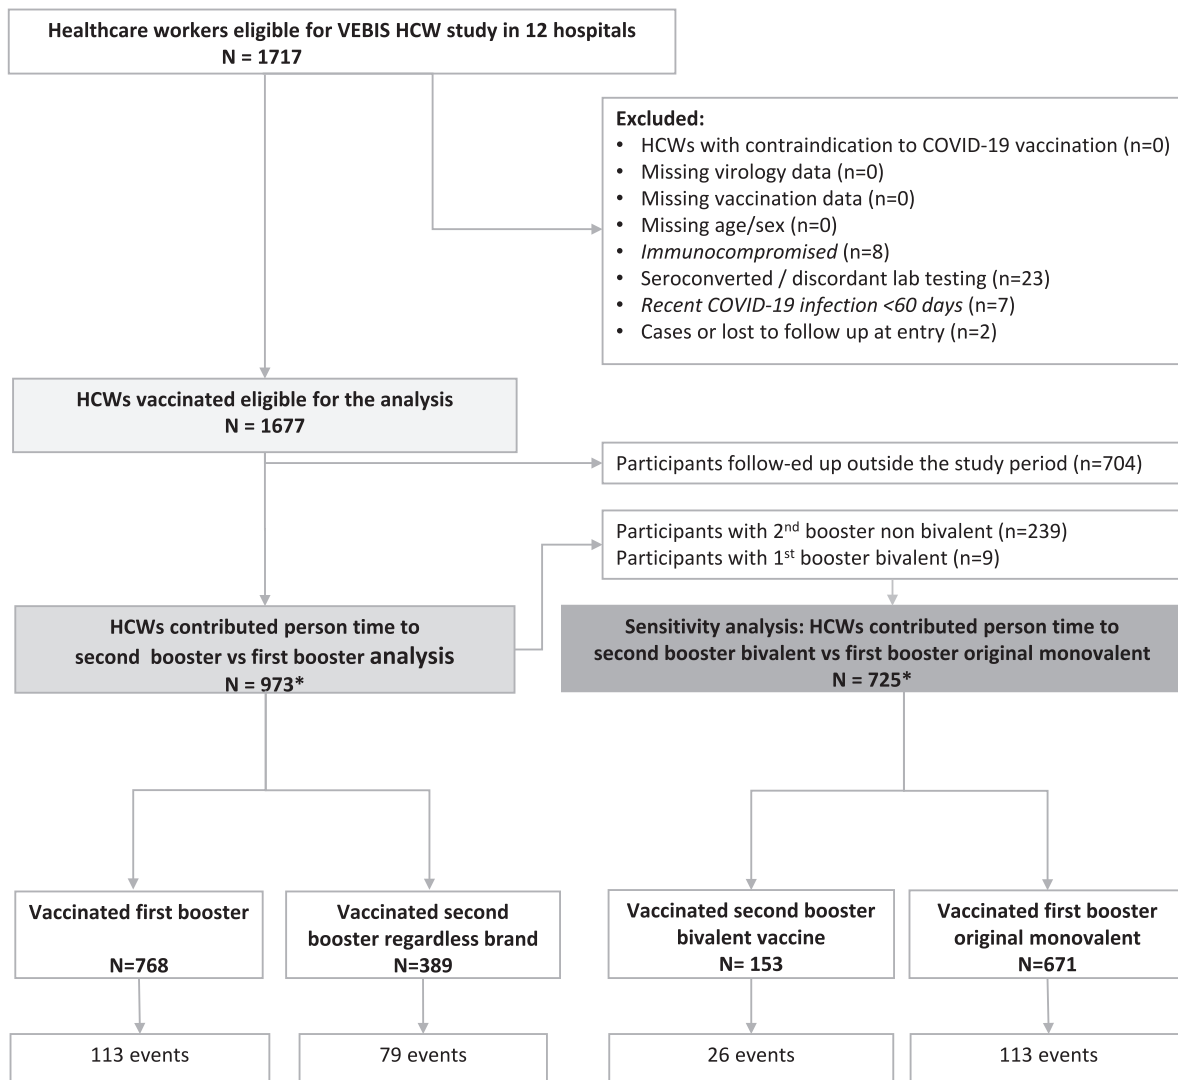 Healthcare workers eligible for VEBIS HCW study in 12 hospitals
N = 1717
Excluded:
• HCWs with contraindication to COVID-19 vaccination (n=0)
• Missing virology data (n=0)
• Missing vaccination data (n=0)
• Missing age/sex (n=0)
• Immunocompromised (n=8)
• Seroconverted / discordant lab testing (n=23)
• Recent COVID-19 infection <60 days (n=7)
• Cases or lost to follow up at entry (n=2)
HCWs vaccinated eligible for the analysis
N = 1677
Participants follow-ed up outside the study period (n=704)
Participants with 2nd booster non bivalent (n=239)
Participants with 1st booster bivalent (n=9)
HCWs contributed person time to
second booster vs first booster analysis
N = 973*
Sensitivity analysis: HCWs contributed person time to
second booster bivalent vs first booster original monovalent
N = 725*
Vaccinated first booster
N=768
Vaccinated second
booster regardless brand
N=389
Vaccinated second booster
bivalent vaccine
N= 153
Vaccinated first booster
original monovalent
N=671
113 events
79 events
26 events
113 events